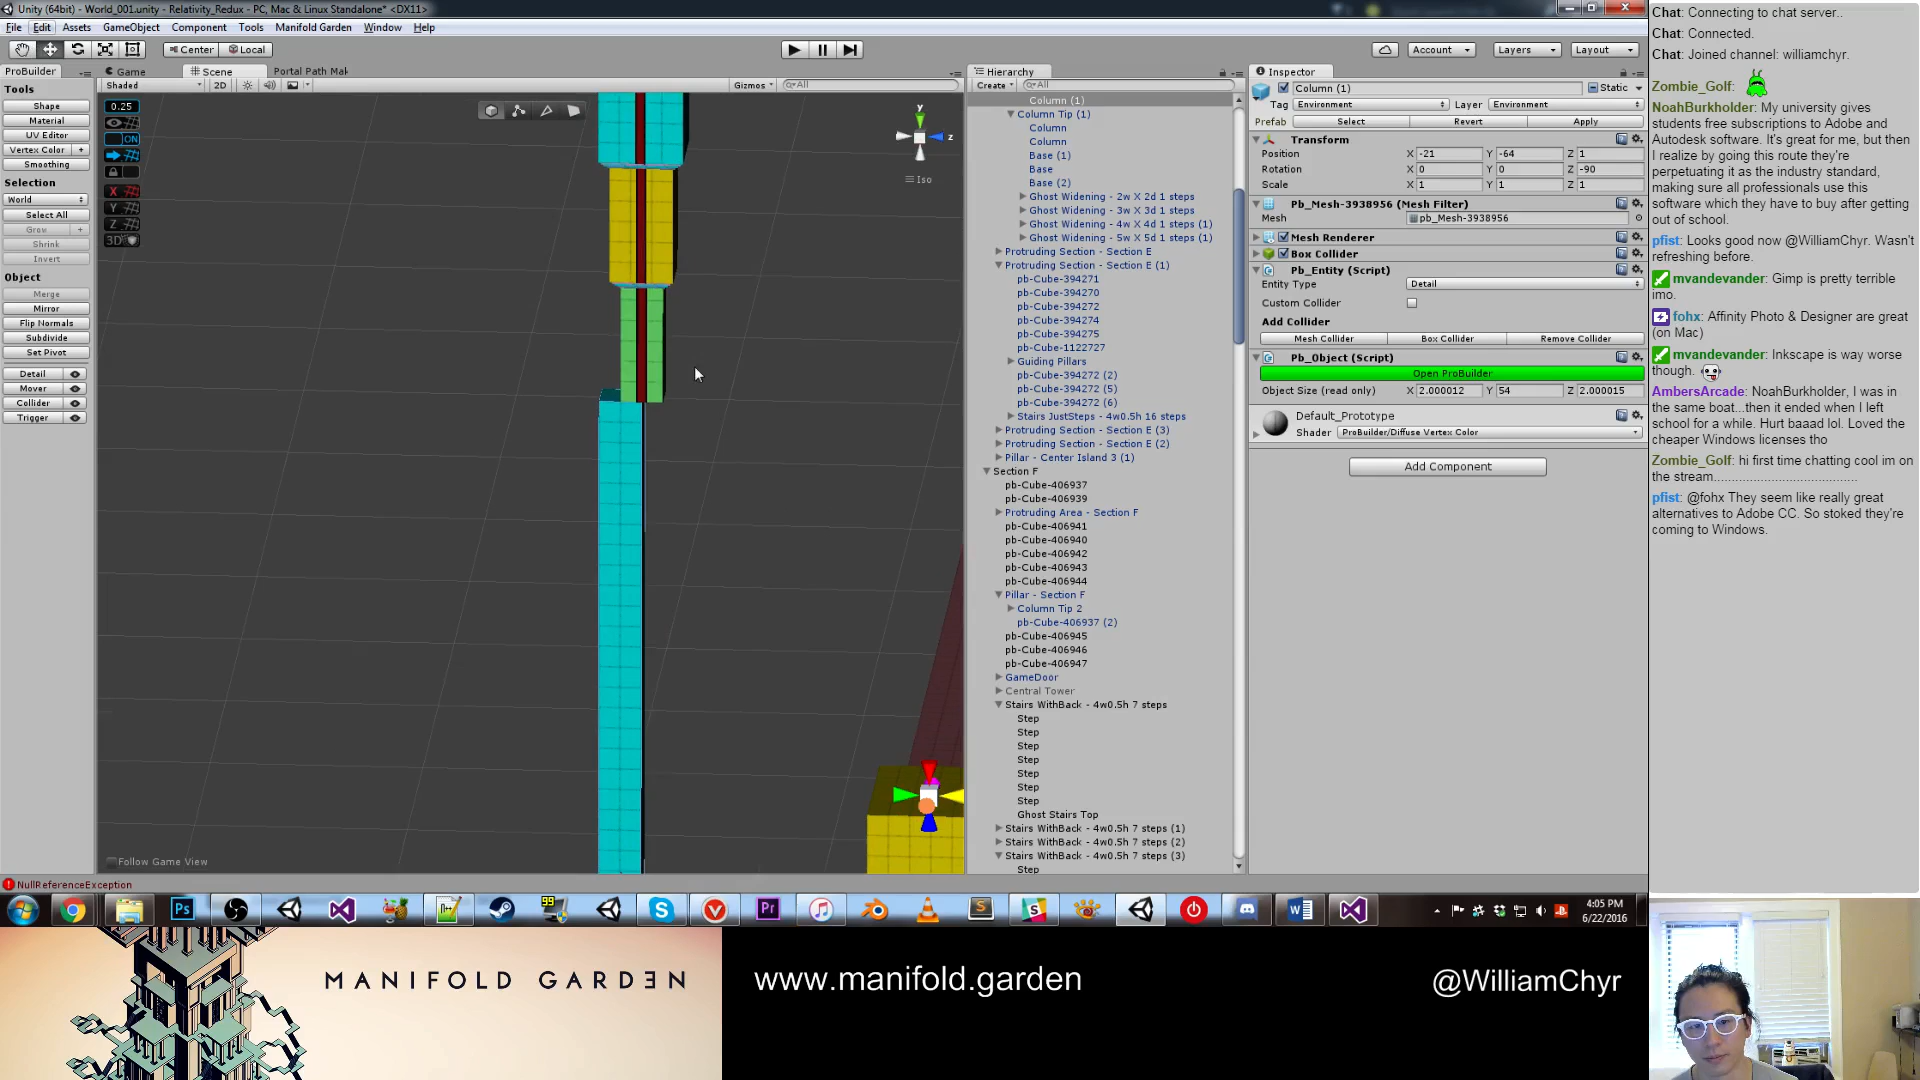 Unity (64bit) - World_001.unity - Relativity_Redux - PC, Mac & Linux Standalone* <DX11>
File Edit Assets GameObject Component Tools Manifold Garden Window Help
Center Local
Account Layers Layout
ProBuilder
Tools
Shape
Material
UV Editor
Vertex Color +
Smoothing
Selection
World
Select All
Grow +
Shrink
Invert
Object
Merge
Mirror
Flip Normals
Subdivide
Set Pivot
Detail
Mover
Collider
Trigger
Game Scene Portal Path Mak
Shaded 2D Gizmos All
0.25
ON
X
Y
Z
3D
y
z
Iso
Follow Game View
NullReferenceException
Hierarchy
Create All
Column (1)
Column Tip (1)
Column
Column
Base (1)
Base
Base (2)
Ghost Widening - 2w X 2d 1 steps
Ghost Widening - 3w X 3d 1 steps
Ghost Widening - 4w X 4d 1 steps (1)
Ghost Widening - 5w X 5d 1 steps (1)
Protruding Section - Section E
Protruding Section - Section E (1)
pb-Cube-394271
pb-Cube-394270
pb-Cube-394272
pb-Cube-394274
pb-Cube-394275
pb-Cube-1122727
Guiding Pillars
pb-Cube-394272 (2)
pb-Cube-394272 (5)
pb-Cube-394272 (6)
Stairs JustSteps - 4w0.5h 16 steps
Protruding Section - Section E (3)
Protruding Section - Section E (2)
Pillar - Center Island 3 (1)
Section F
pb-Cube-406937
pb-Cube-406939
Protruding Area - Section F
pb-Cube-406941
pb-Cube-406940
pb-Cube-406942
pb-Cube-406943
pb-Cube-406944
Pillar - Section F
Column Tip 2
pb-Cube-406937 (2)
pb-Cube-406945
pb-Cube-406946
pb-Cube-406947
GameDoor
Central Tower
Stairs WithBack - 4w0.5h 7 steps
Step
Step
Step
Step
Step
Step
Step
Ghost Stairs Top
Stairs WithBack - 4w0.5h 7 steps (1)
Stairs WithBack - 4w0.5h 7 steps (2)
Stairs WithBack - 4w0.5h 7 steps (3)
Step
Inspector
Column (1) Static
Tag Environment Layer Environment
Prefab Select Revert Apply
Transform
Position X -21 Y -64 Z 1
Rotation X 0 Y 0 Z -90
Scale X 1 Y 1 Z 1
Pb_Mesh-3938956 (Mesh Filter)
Mesh pb_Mesh-3938956
Mesh Renderer
Box Collider
Pb_Entity (Script)
Entity Type Detail
Custom Collider
Add Collider
Mesh Collider Box Collider Remove Collider
Pb_Object (Script)
Open ProBuilder
Object Size (read only) X 2.000012 Y 54 Z 2.000015
Default_Prototype
Shader ProBuilder/Diffuse Vertex Color
Add Component
Chat: Connecting to chat server..
Chat: Connected.
Chat: Joined channel: williamchyr.
Zombie_Golf:
NoahBurkholder: My university gives
students free subscriptions to Adobe and
Autodesk software. It's great for me, but then
I realize by going this route they're
perpetuating it as the industry standard,
making sure all professionals use this
software which they have to buy after getting
out of school.
pfist: Looks good now @WilliamChyr. Wasn't
refreshing before.
mvandevander: Gimp is pretty terrible
imo.
fohx: Affinity Photo & Designer are great
(on Mac)
mvandevander: Inkscape is way worse
though.
AmbersArcade: NoahBurkholder, I was in
the same boat...then it ended when I left
school for a while. Hurt baaad lol. Loved the
cheaper Windows licenses tho
Zombie_Golf: hi first time chatting cool im on
the stream..........................................
pfist: @fohx They seem like really great
alternatives to Adobe CC. So stoked they're
coming to Windows.
Ps
99
Pr
4:05 PM
6/22/2016
MANIFOLD GARDƎN
www.manifold.garden
@WilliamChyr